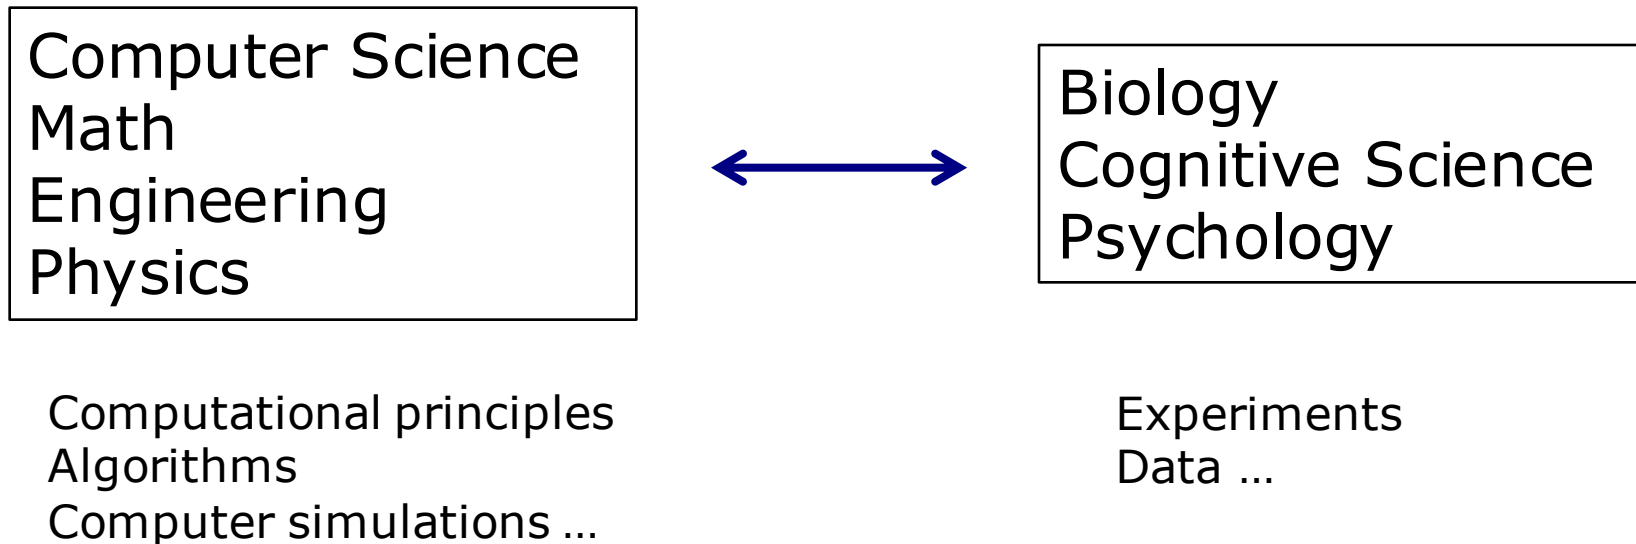 Computer Science
Math
Engineering
Physics
Biology
Cognitive Science
Psychology
Computational principles
Algorithms
Computer simulations ...
Experiments
Data ...